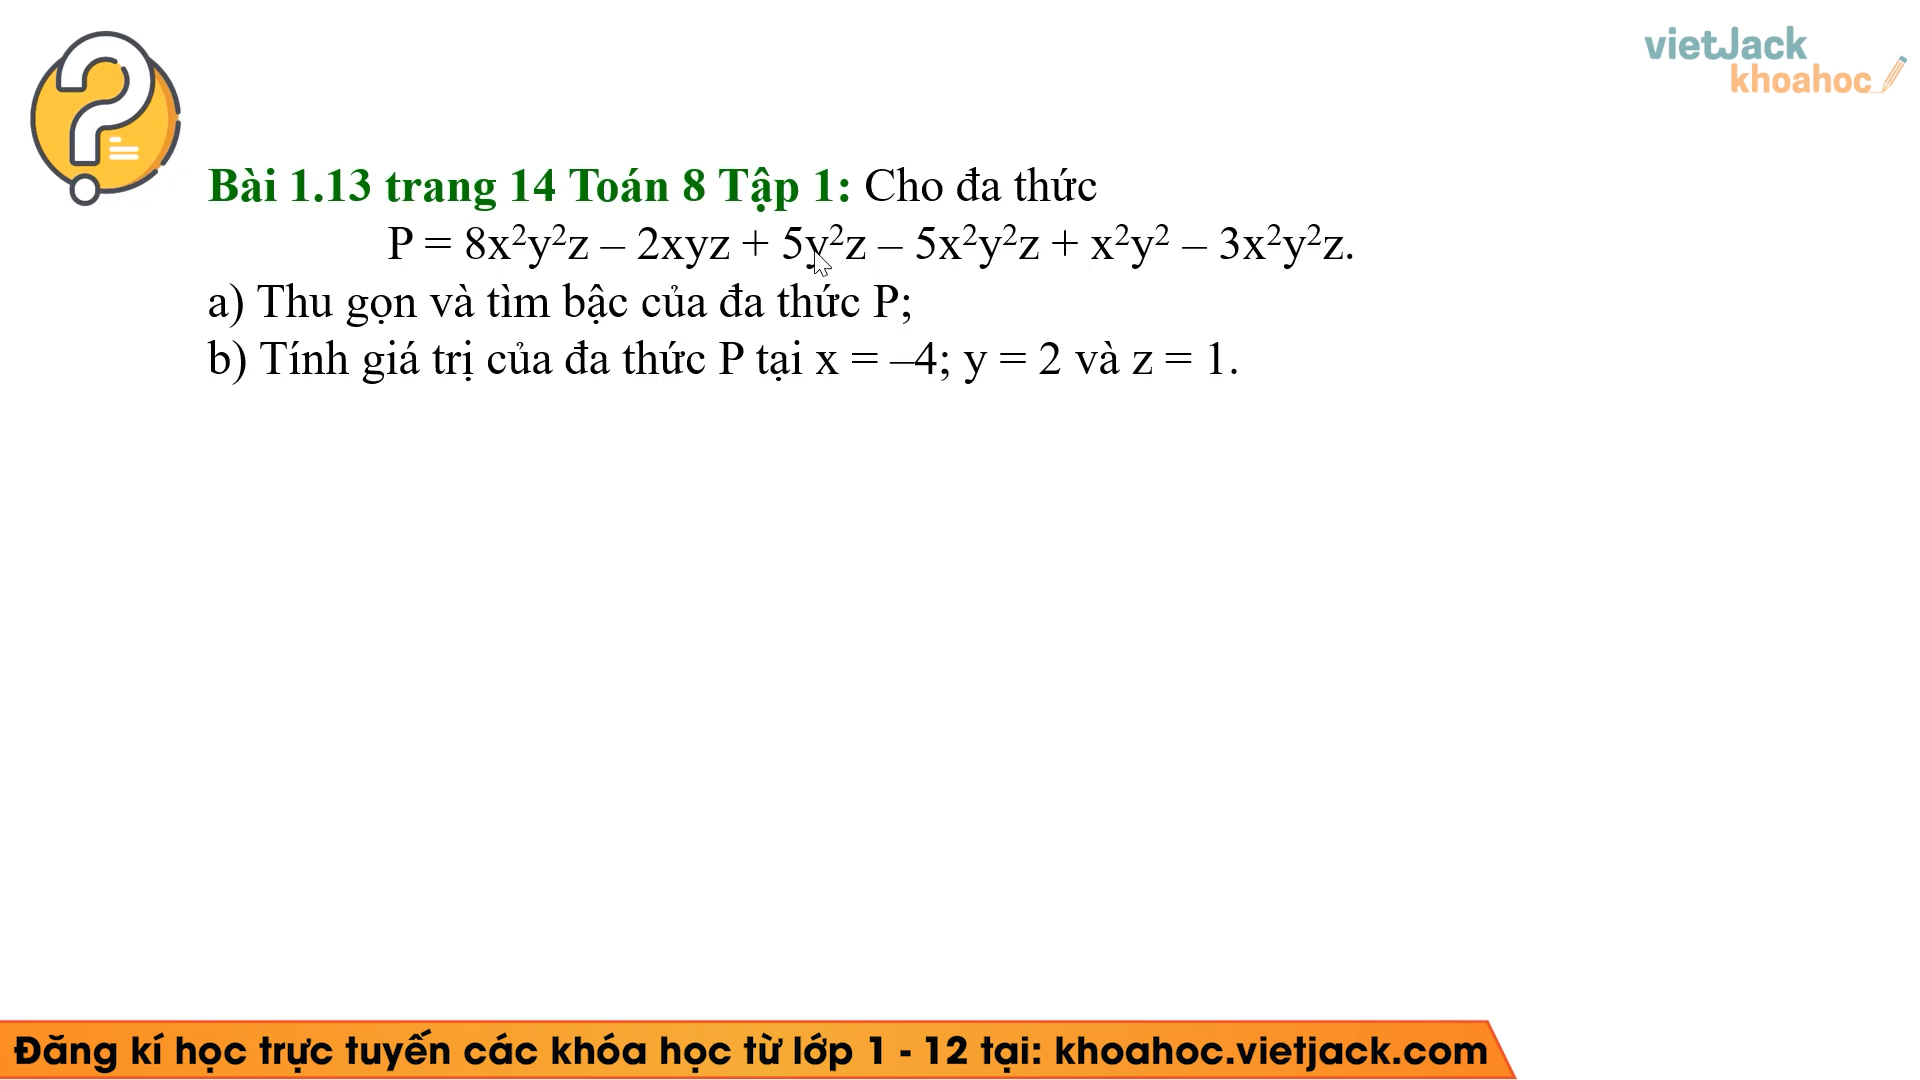 vietJack
khoahoc
Bài 1.13 trang 14 Toán 8 Tập 1: Cho đa thức
P = 8x²y²z – 2xyz + 5y²z – 5x²y²z + x²y² – 3x²y²z.
a) Thu gọn và tìm bậc của đa thức P;
b) Tính giá trị của đa thức P tại x = –4; y = 2 và z = 1.
Đăng kí học trực tuyến các khóa học từ lớp 1 - 12 tại: khoahoc.vietjack.com